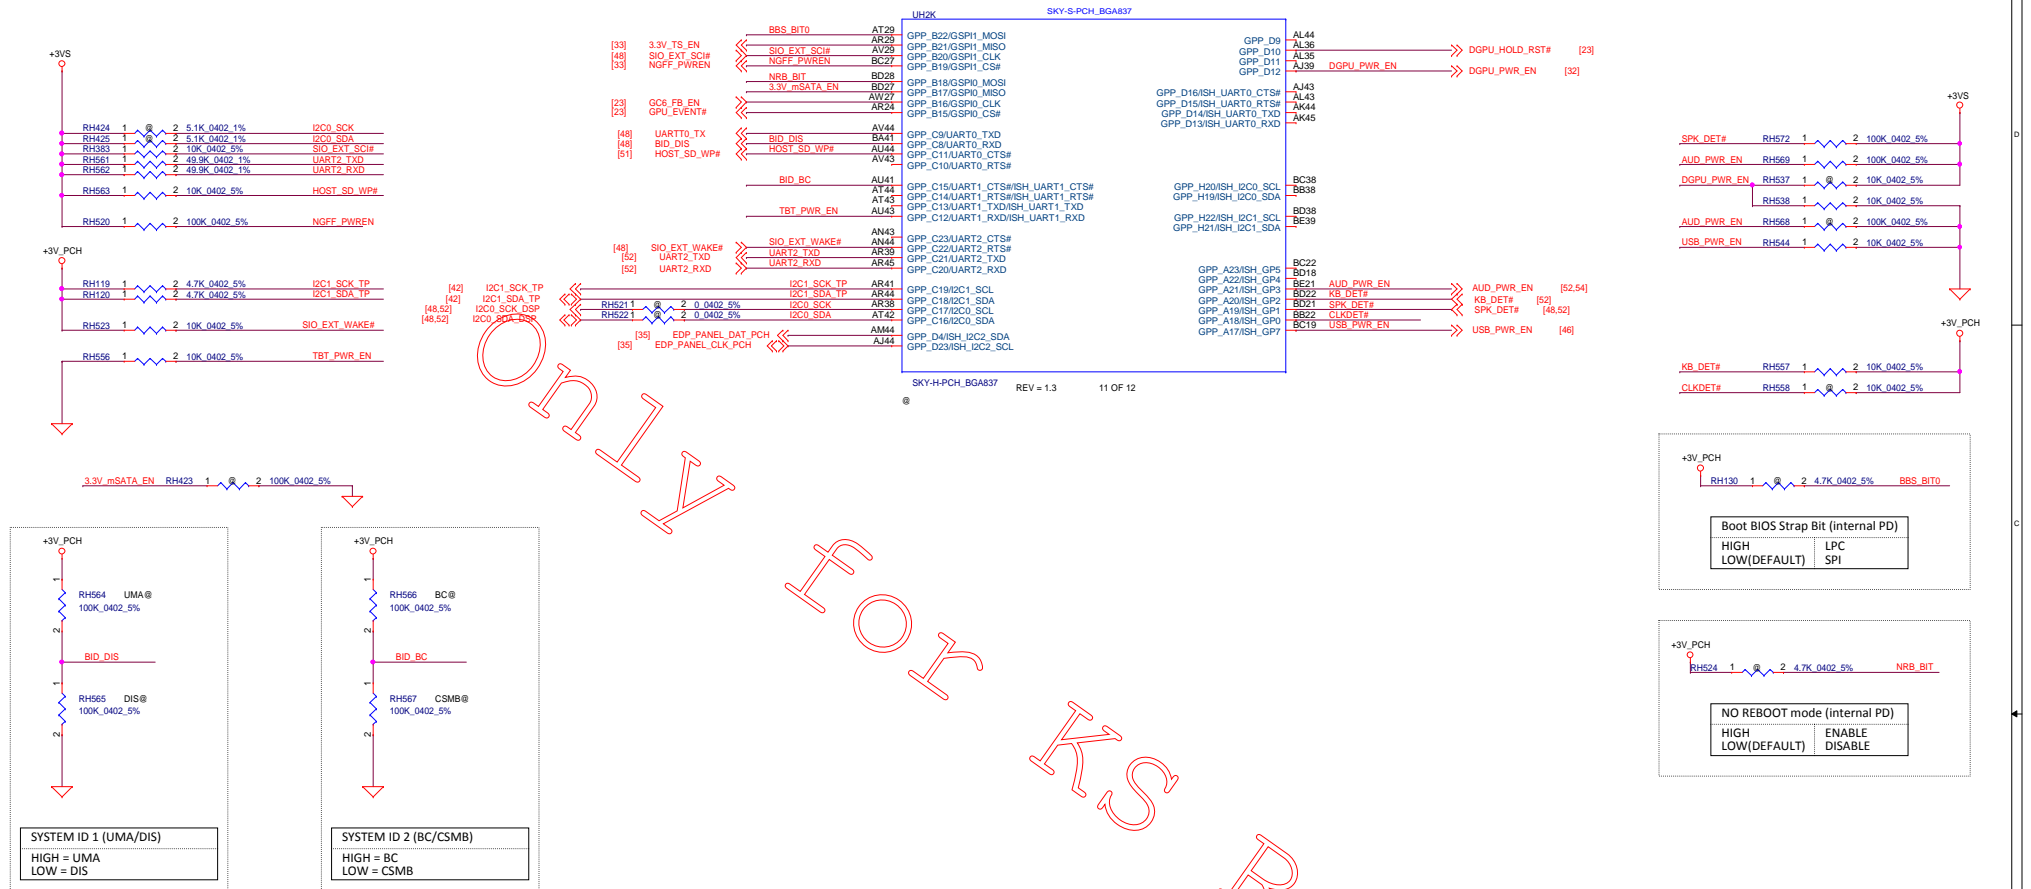 UH2K
SKY-S-PCH_BGA837
BBS_BIT0 AT29 GPP_B22/GSPI1_MOSI
[33] 3.3V_TS_EN AR29 GPP_B21/GSPI1_MISO
[48] SIO_EXT_SCI# SIO_EXT_SCI# AV29 GPP_B20/GSPI1_CLK
[33] NGFF_PWREN NGFF_PWREN BC27 GPP_B19/GSPI1_CS#
NRB_BIT BD28 GPP_B18/GSPI0_MOSI
3.3V_mSATA_EN BD27 GPP_B17/GSPI0_MISO
[23] GC6_FB_EN AW27 GPP_B16/GSPI0_CLK
[23] GPU_EVENT# AR24 GPP_B15/GSPI0_CS#
[48] UARTT0_TX AV44 GPP_C9/UART0_TXD
[48] BID_DIS BID_DIS BA41 GPP_C8/UART0_RXD
[51] HOST_SD_WP# HOST_SD_WP# AU44 GPP_C11/UART0_CTS#
AV43 GPP_C10/UART0_RTS#
BID_BC AU41 GPP_C15/UART1_CTS#/ISH_UART1_CTS#
AT44 GPP_C14/UART1_RTS#/ISH_UART1_RTS#
AT43 GPP_C13/UART1_TXD/ISH_UART1_TXD
TBT_PWR_EN AU43 GPP_C12/UART1_RXD/ISH_UART1_RXD
AN43 GPP_C23/UART2_CTS#
[48] SIO_EXT_WAKE# SIO_EXT_WAKE# AN44 GPP_C22/UART2_RTS#
[52] UART2_TXD UART2_TXD AR39 GPP_C21/UART2_TXD
[52] UART2_RXD UART2_RXD AR45 GPP_C20/UART2_RXD
[42] I2C1_SCK_TP I2C1_SCK_TP AR41 GPP_C19/I2C1_SCL
[42] I2C1_SDA_TP I2C1_SDA_TP AR44 GPP_C18/I2C1_SDA
[48,52] I2C0_SCK_DSP RH521 1 @ 2 0_0402_5% I2C0_SCK AR38 GPP_C17/I2C0_SCL
[48,52] I2C0_SDA_DSP RH522 1 @ 2 0_0402_5% I2C0_SDA AT42 GPP_C16/I2C0_SDA
[35] EDP_PANEL_DAT_PCH AM44 GPP_D4/ISH_I2C2_SDA
[35] EDP_PANEL_CLK_PCH AJ44 GPP_D23/ISH_I2C2_SCL
GPP_D9 AL44
GPP_D10 AL36 DGPU_HOLD_RST# [23]
GPP_D11 AL35
GPP_D12 AJ39 DGPU_PWR_EN DGPU_PWR_EN [32]
GPP_D16/ISH_UART0_CTS# AJ43
GPP_D15/ISH_UART0_RTS# AL43
GPP_D14/ISH_UART0_TXD AK44
GPP_D13/ISH_UART0_RXD AK45
GPP_H20/ISH_I2C0_SCL BC38
GPP_H19/ISH_I2C0_SDA BB38
GPP_H22/ISH_I2C1_SCL BD38
GPP_H21/ISH_I2C1_SDA BE39
GPP_A23/ISH_GP5 BC22
GPP_A22/ISH_GP4 BD18
GPP_A21/ISH_GP3 BE21 AUD_PWR_EN AUD_PWR_EN [52,54]
GPP_A20/ISH_GP2 BD22 KB_DET# KB_DET# [52]
GPP_A19/ISH_GP1 BD21 SPK_DET# SPK_DET# [48,52]
GPP_A18/ISH_GP0 BB22 CLKDET#
GPP_A17/ISH_GP7 BC19 USB_PWR_EN USB_PWR_EN [46]
SKY-H-PCH_BGA837 REV = 1.3 11 OF 12
@
+3VS
RH424 1 @ 2 5.1K_0402_1% I2C0_SCK
RH425 1 @ 2 5.1K_0402_1% I2C0_SDA
RH383 1 2 10K_0402_5% SIO_EXT_SCI#
RH561 1 2 49.9K_0402_1% UART2_TXD
RH562 1 2 49.9K_0402_1% UART2_RXD
RH563 1 2 10K_0402_5% HOST_SD_WP#
RH520 1 2 100K_0402_5% NGFF_PWREN
+3V_PCH
RH119 1 2 4.7K_0402_5% I2C1_SCK_TP
RH120 1 2 4.7K_0402_5% I2C1_SDA_TP
RH523 1 2 10K_0402_5% SIO_EXT_WAKE#
RH556 1 2 10K_0402_5% TBT_PWR_EN
3.3V_mSATA_EN RH423 1 @ 2 100K_0402_5%
+3VS
SPK_DET# RH572 1 2 100K_0402_5%
AUD_PWR_EN RH569 1 2 100K_0402_5%
DGPU_PWR_EN RH537 1 @ 2 10K_0402_5%
RH538 1 2 10K_0402_5%
AUD_PWR_EN RH568 1 @ 2 100K_0402_5%
USB_PWR_EN RH544 1 @ 2 10K_0402_5%
+3V_PCH
KB_DET# RH557 1 2 10K_0402_5%
CLKDET# RH558 1 @ 2 10K_0402_5%
+3V_PCH
RH130 1 @ 2 4.7K_0402_5% BBS_BIT0
Boot BIOS Strap Bit (internal PD)
HIGH LPC
LOW(DEFAULT) SPI
+3V_PCH
RH524 1 @ 2 4.7K_0402_5% NRB_BIT
NO REBOOT mode (internal PD)
HIGH ENABLE
LOW(DEFAULT) DISABLE
+3V_PCH
1
RH564 UMA@
100K_0402_5%
2
BID_DIS
1
RH565 DIS@
100K_0402_5%
2
SYSTEM ID 1 (UMA/DIS)
HIGH = UMA
LOW = DIS
+3V_PCH
1
RH566 BC@
100K_0402_5%
2
BID_BC
1
RH567 CSMB@
100K_0402_5%
2
SYSTEM ID 2 (BC/CSMB)
HIGH = BC
LOW = CSMB
D
C
Only for KS